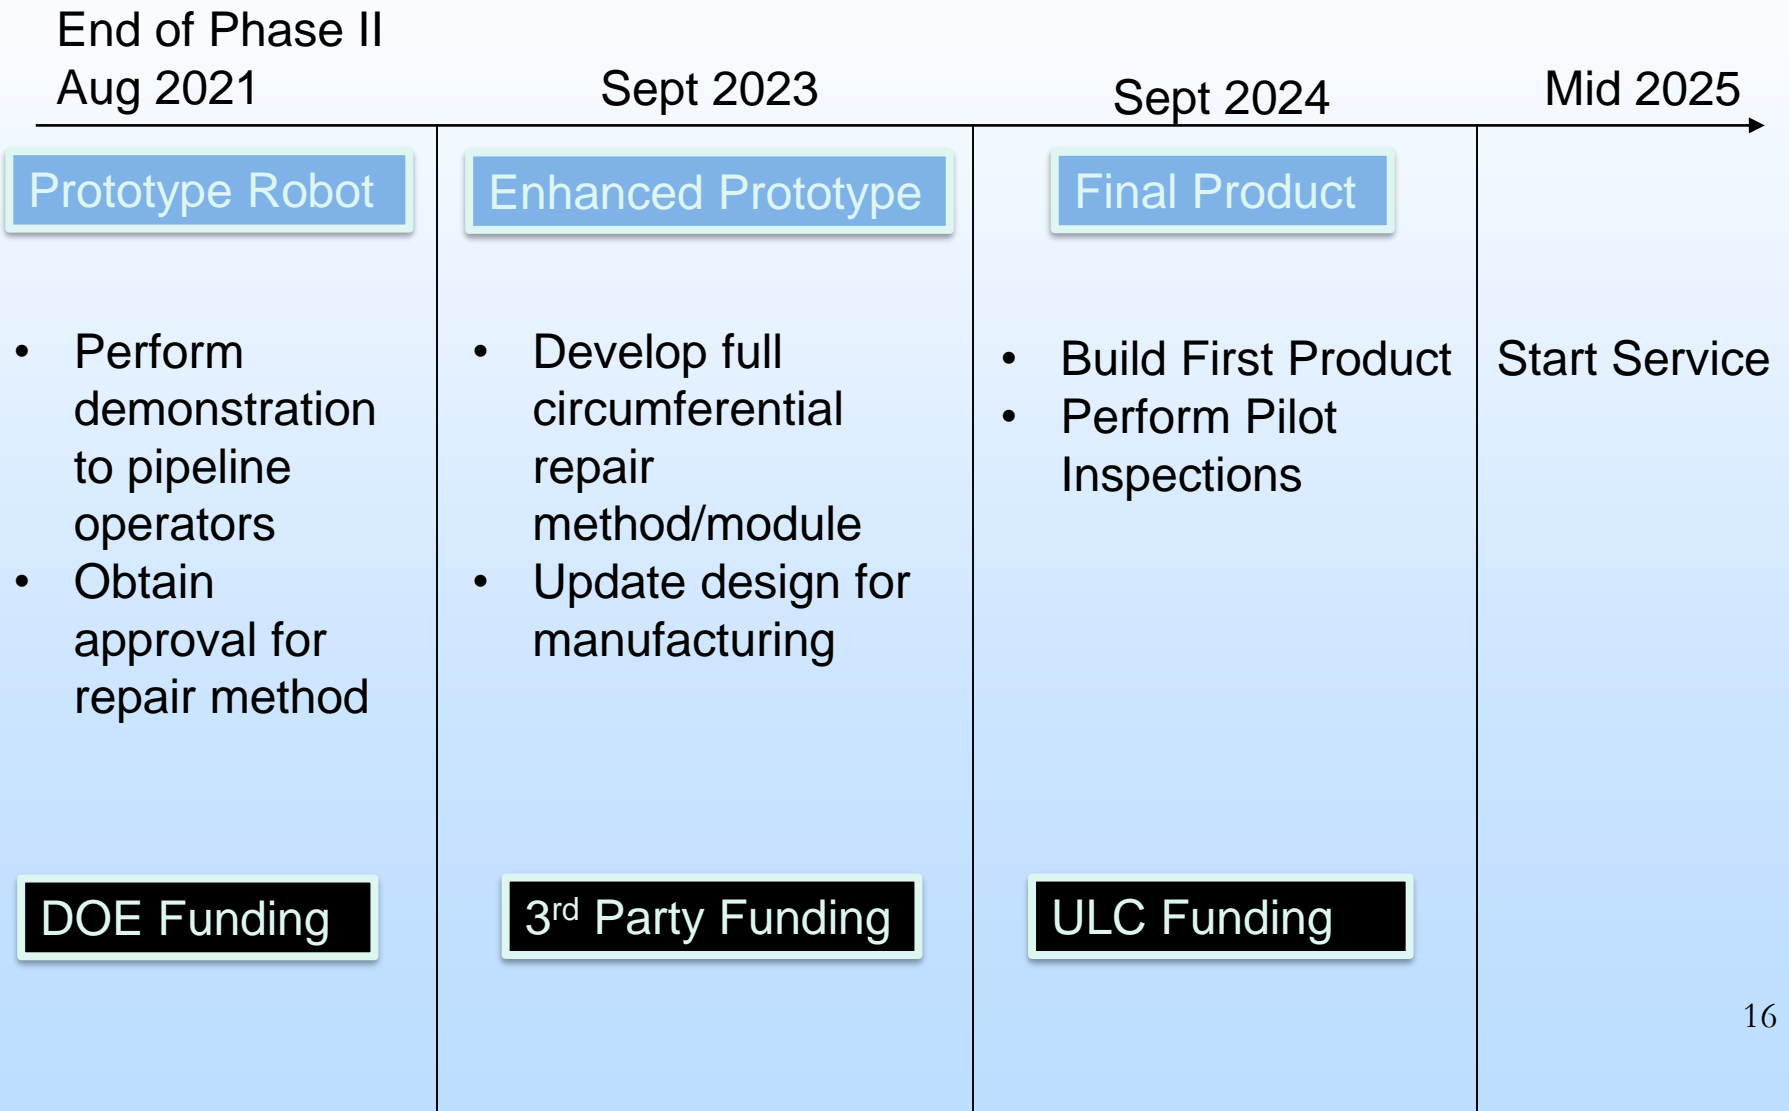 End of Phase II
Aug 2021
Sept 2023
Sept 2024
Mid 2025
Prototype Robot
Enhanced Prototype
Final Product
• Perform
demonstration
to pipeline
operators
• Obtain
approval for
repair method
• Develop full
circumferential
repair
method/module
• Update design for
manufacturing
• Build First Product
• Perform Pilot
Inspections
Start Service
DOE Funding
3rd Party Funding
ULC Funding
16